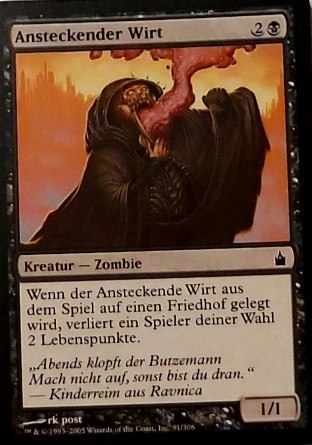 Ansteckender Wirt 2
Kreatur — Zombie
Wenn der Ansteckende Wirt aus
dem Spiel auf einen Friedhof gelegt
wird, verliert ein Spieler deiner Wahl
2 Lebenspunkte.
„Abends klopft der Butzemann
Mach nicht auf, sonst bist du dran.“
— Kinderreim aus Ravnica
rk post
™ & © 1993-2005 Wizards of the Coast, Inc. 91/306
1/1